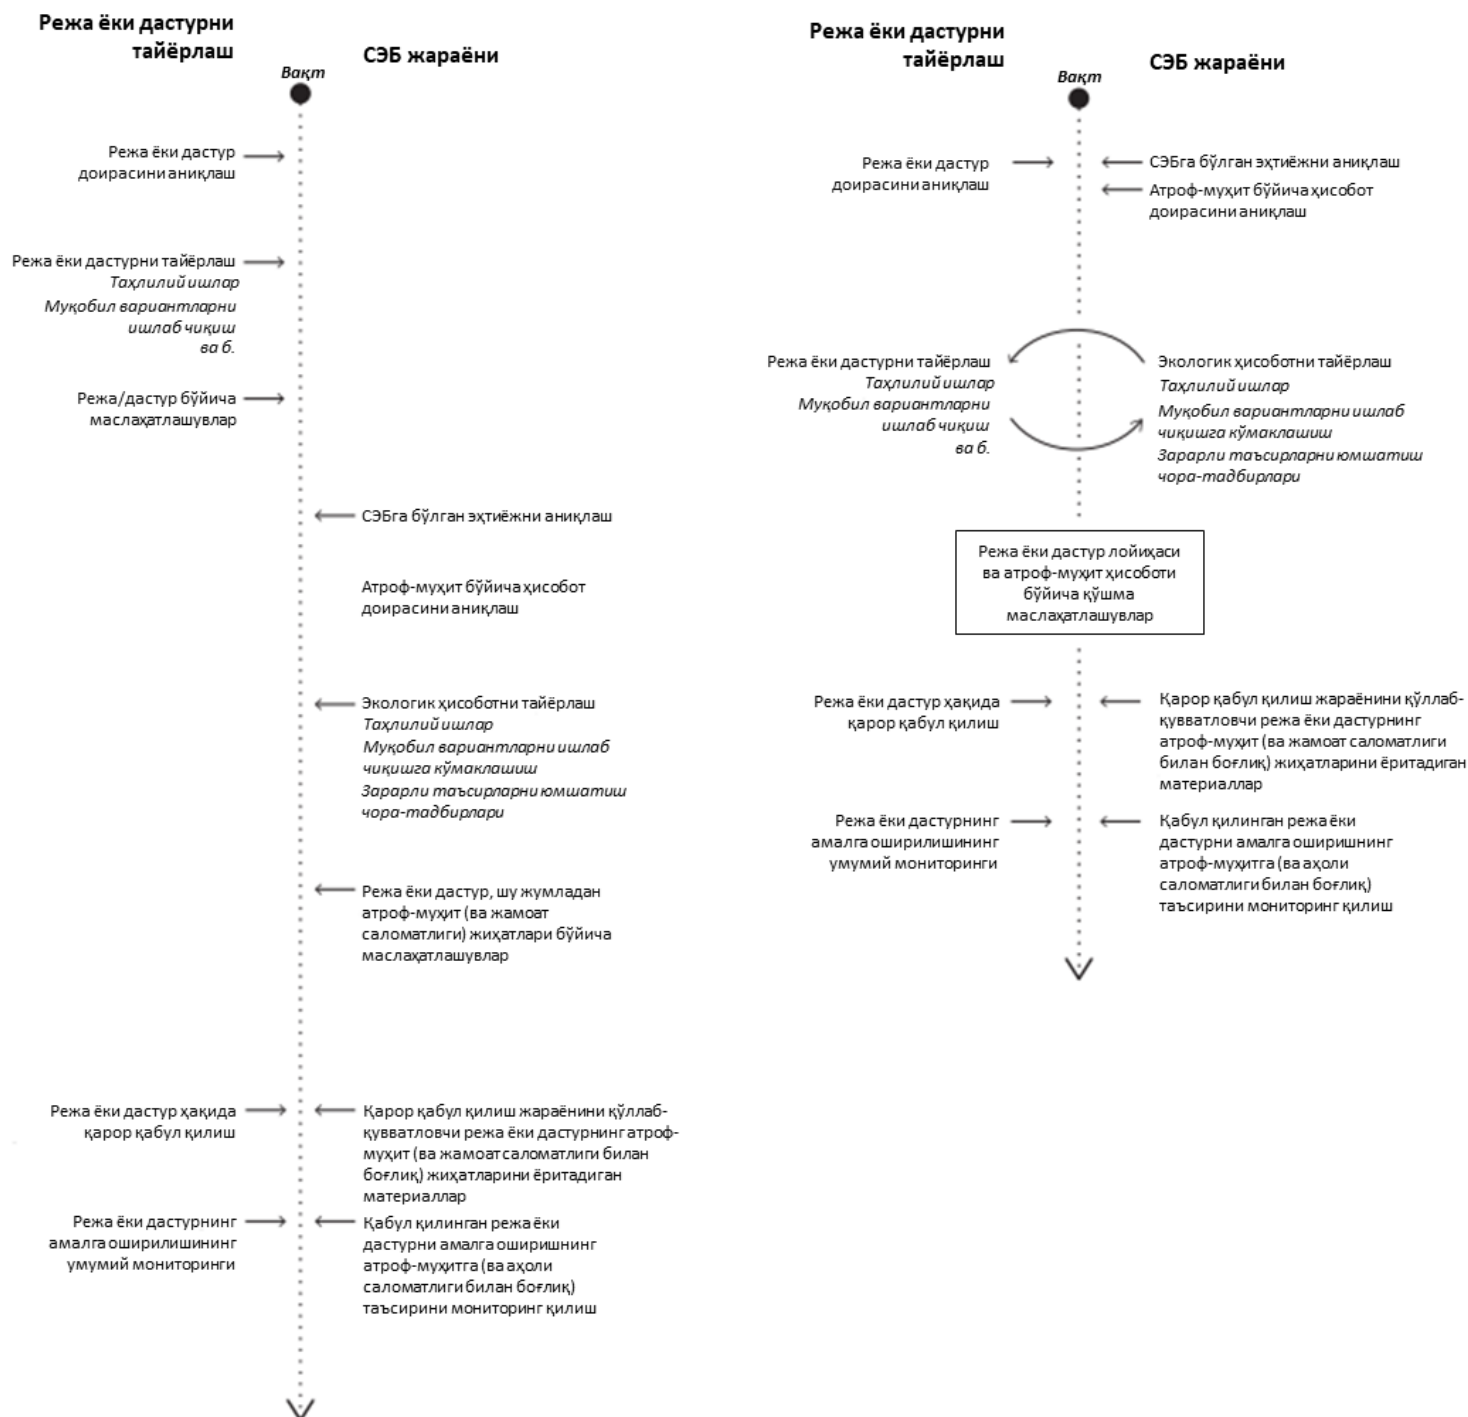 Режа ёки дастурни
тайёрлаш
СЭБ жараёни
Вақт
Режа ёки дастур
доирасини аниқлаш
Режа ёки дастурни тайёрлаш
Таҳлилий ишлар
Муқобил вариантларни
ишлаб чиқиш
ва б.
Режа/дастур бўйича
маслаҳатлашувлар
СЭБга бўлган эҳтиёжни аниқлаш
Атроф-муҳит бўйича ҳисобот
доирасини аниқлаш
Экологик ҳисоботни тайёрлаш
Таҳлилий ишлар
Муқобил вариантларни ишлаб
чиқишга кўмаклашиш
Зарарли таъсирларни юмшатиш
чора-тадбирлари
Режа ёки дастур, шу жумладан
атроф-муҳит (ва жамоат
саломатлиги) жиҳатлари бўйича
маслаҳатлашувлар
Режа ёки дастур ҳақида
қарор қабул қилиш
Қарор қабул қилиш жараёнини қўллаб-
қувватловчи режа ёки дастурнинг атроф-
муҳит (ва жамоат саломатлиги билан
боғлиқ) жиҳатларини ёритадиган
материаллар
Режа ёки дастурнинг
амалга оширилишининг
умумий мониторинги
Қабул қилинган режа ёки
дастурни амалга оширишнинг
атроф-муҳитга (ва аҳоли
саломатлиги билан боғлиқ)
таъсирини мониторинг қилиш
Режа ёки дастурни
тайёрлаш
СЭБ жараёни
Вақт
Режа ёки дастур
доирасини аниқлаш
СЭБга бўлган эҳтиёжни аниқлаш
Атроф-муҳит бўйича ҳисобот
доирасини аниқлаш
Режа ёки дастурни тайёрлаш
Таҳлилий ишлар
Муқобил вариантларни
ишлаб чиқиш
ва б.
Экологик ҳисоботни тайёрлаш
Таҳлилий ишлар
Муқобил вариантларни ишлаб
чиқишга кўмаклашиш
Зарарли таъсирларни юмшатиш
чора-тадбирлари
Режа ёки дастур лойиҳаси
ва атроф-муҳит ҳисоботи
бўйича қўшма
маслаҳатлашувлар
Режа ёки дастур ҳақида
қарор қабул қилиш
Қарор қабул қилиш жараёнини қўллаб-
қувватловчи режа ёки дастурнинг
атроф-муҳит (ва жамоат саломатлиги
билан боғлиқ) жиҳатларини ёритадиган
материаллар
Режа ёки дастурнинг
амалга оширилишининг
умумий мониторинги
Қабул қилинган режа ёки
дастурни амалга оширишнинг
атроф-муҳитга (ва аҳоли
саломатлиги билан боғлиқ)
таъсирини мониторинг қилиш